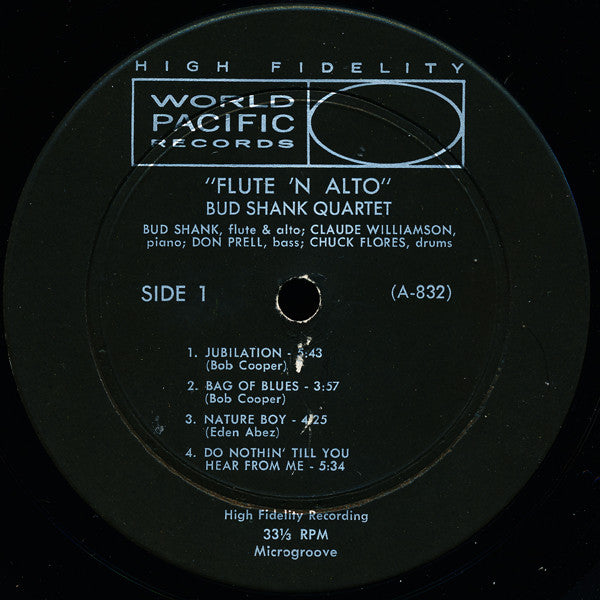 HIGH FIDELITY
WORLD
PACIFIC
RECORDS
"FLUTE 'N ALTO"
BUD SHANK QUARTET
BUD SHANK, flute & alto; CLAUDE WILLIAMSON,
piano; DON PRELL, bass; CHUCK FLORES, drums
SIDE 1 (A-832)
1. JUBILATION - 5:43
(Bob Cooper)
2. BAG OF BLUES - 3:57
(Bob Cooper)
3. NATURE BOY - 4:25
(Eden Abez)
4. DO NOTHIN' TILL YOU
HEAR FROM ME - 5:34
High Fidelity Recording
33⅓ RPM
Microgroove